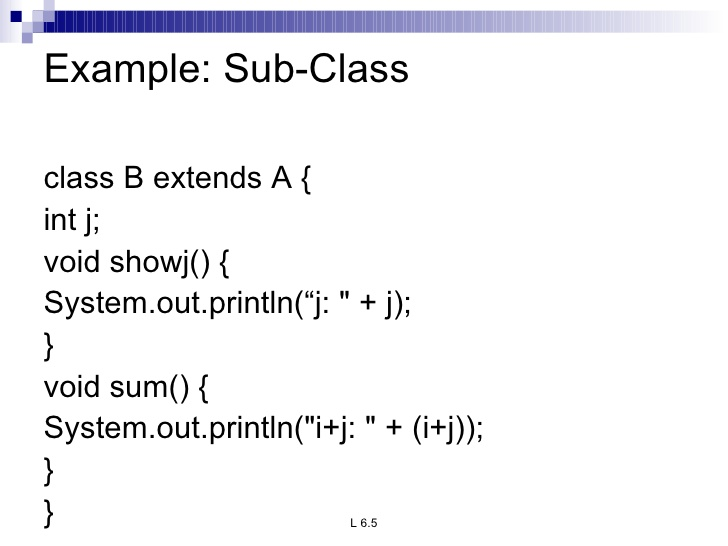 Example: Sub-Class
class B extends A {
int j;
void showj() {
System.out.println(“j: " + j);
}
void sum() {
System.out.println("i+j: " + (i+j));
}
}
L 6.5